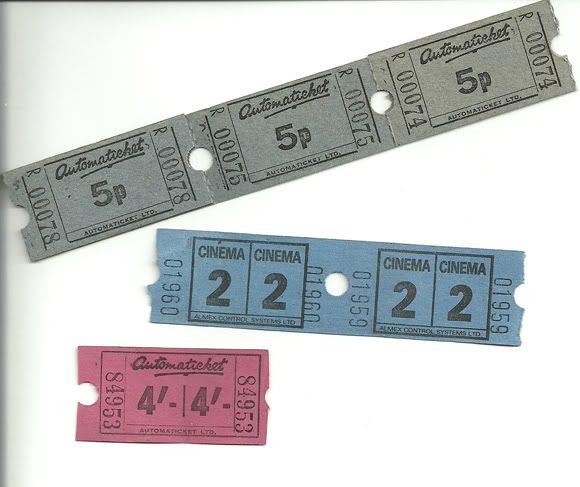 R 00078
Automaticket
5p
AUTOMATICKET LTD.
R 00078
R 00075
Automaticket
5p
AUTOMATICKET LTD.
R 00075
R 00074
Automaticket
5p
AUTOMATICKET LTD.
R 00074
01960
CINEMA CINEMA
2 2
ALMEX CONTROL SYSTEMS LTD
01960
01959
CINEMA CINEMA
2 2
ALMEX CONTROL SYSTEMS LTD
01959
84953
Automaticket
4/- 4/-
AUTOMATICKET LTD.
84953